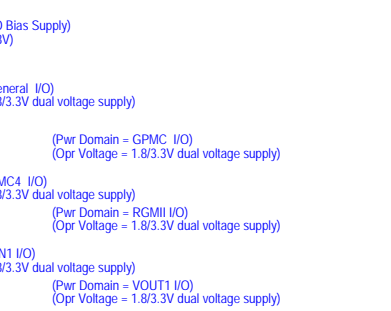 Bias Supply)
eneral I/O)
3.3V dual voltage supply)
(Pwr Domain = GPMC I/O)
(Opr Voltage = 1.8/3.3V dual voltage supply)
MC4 I/O)
3.3V dual voltage supply)
(Pwr Domain = RGMII I/O)
(Opr Voltage = 1.8/3.3V dual voltage supply)
N1 I/O)
3.3V dual voltage supply)
(Pwr Domain = VOUT1 I/O)
(Opr Voltage = 1.8/3.3V dual voltage supply)